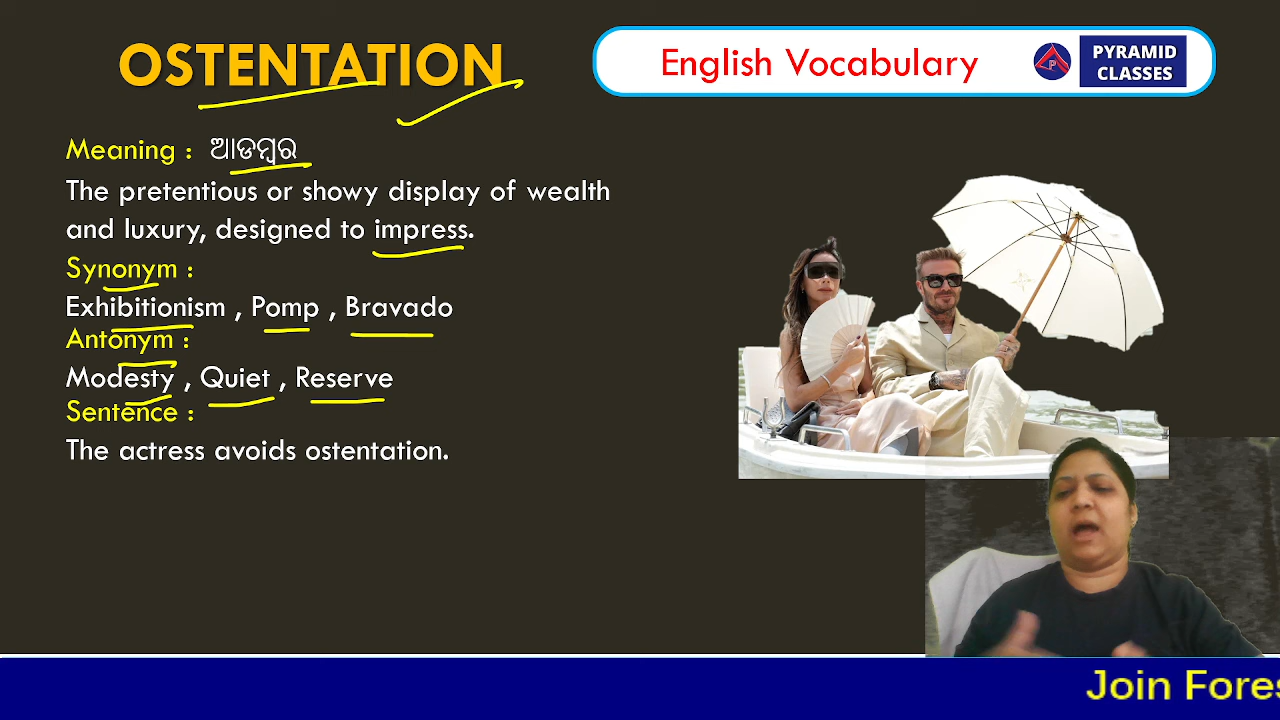 OSTENTATION
English Vocabulary
PYRAMID
CLASSES
Meaning : ଆଡମ୍ବର
The pretentious or showy display of wealth
and luxury, designed to impress.
Synonym :
Exhibitionism , Pomp , Bravado
Antonym :
Modesty , Quiet , Reserve
Sentence :
The actress avoids ostentation.
Join Fores